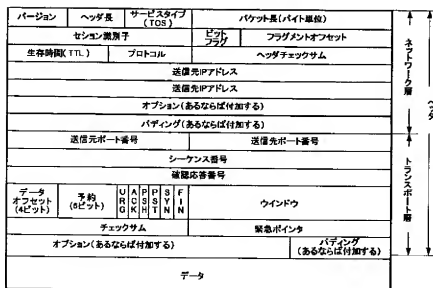 バージョン ヘッダ長 サービスタイプ パケット長(バイト単位)
(TOS)
セション識別子 ビット フラグメントオフセット
フラグ
生存時間(TTL) プロトコル ヘッダチェックサム
送信元IPアドレス
送信先IPアドレス
オプション(あるならば付加する)
パディング(あるならば付加する)
送信元ポート番号 送信先ポート番号
シーケンス番号
確認応答番号
データ
オフセット
(4ビット)
予約
(6ビット)
URG ACK PSH PST SYN FIN
ウインドウ
チェックサム 緊急ポインタ
オプション(あるならば付加する) パディング
(あるならば付加する)
データ
ネットワーク層
トランスポート層
ヘッダ